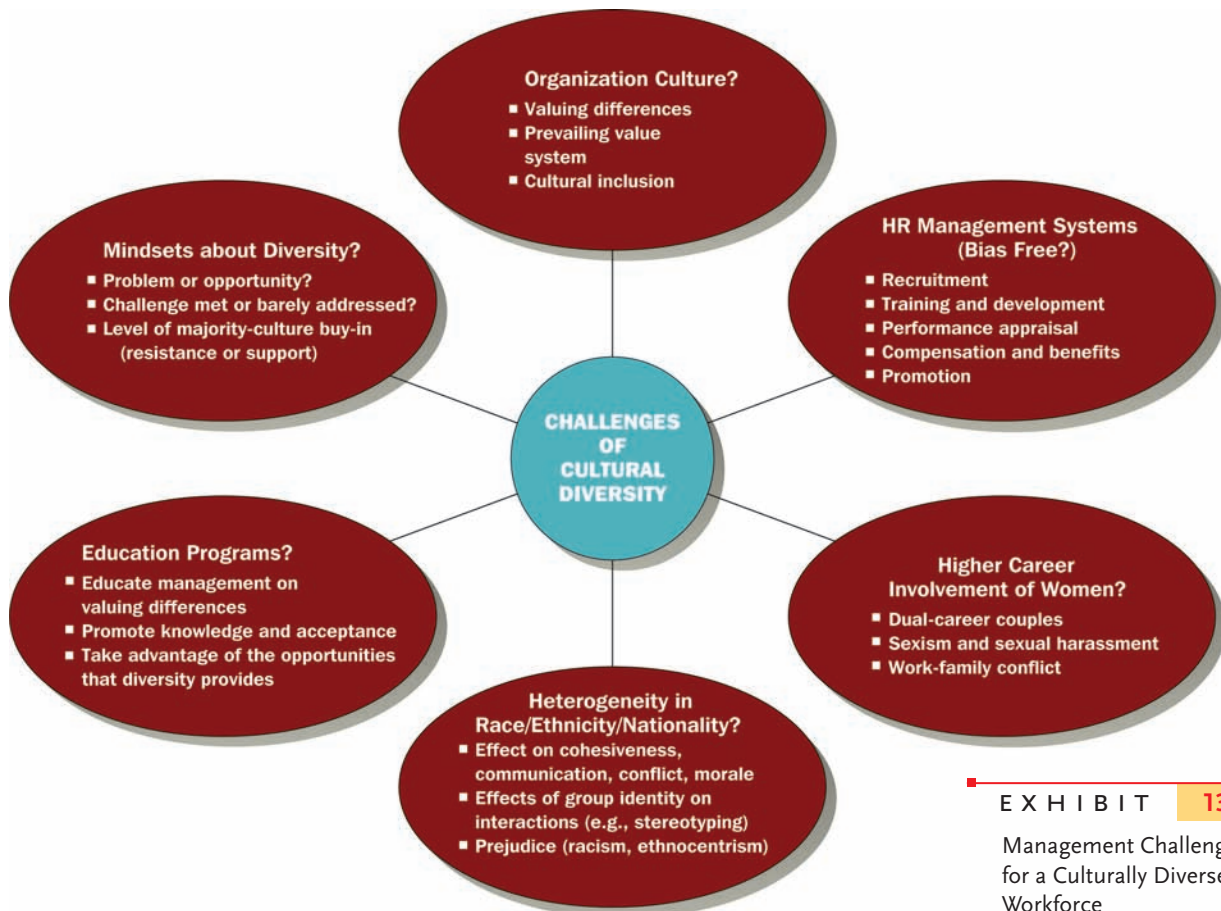 Organization Culture?
▪ Valuing differences
▪ Prevailing value
system
▪ Cultural inclusion
Mindsets about Diversity?
▪ Problem or opportunity?
▪ Challenge met or barely addressed?
▪ Level of majority-culture buy-in
(resistance or support)
HR Management Systems
(Bias Free?)
▪ Recruitment
▪ Training and development
▪ Performance appraisal
▪ Compensation and benefits
▪ Promotion
CHALLENGES
OF
CULTURAL
DIVERSITY
Education Programs?
▪ Educate management on
valuing differences
▪ Promote knowledge and acceptance
▪ Take advantage of the opportunities
that diversity provides
Higher Career
Involvement of Women?
▪ Dual-career couples
▪ Sexism and sexual harassment
▪ Work-family conflict
Heterogeneity in
Race/Ethnicity/Nationality?
▪ Effect on cohesiveness,
communication, conflict, morale
▪ Effects of group identity on
interactions (e.g., stereotyping)
▪ Prejudice (racism, ethnocentrism)
EXHIBIT
Management
for a Culturally Diverse
Workforce